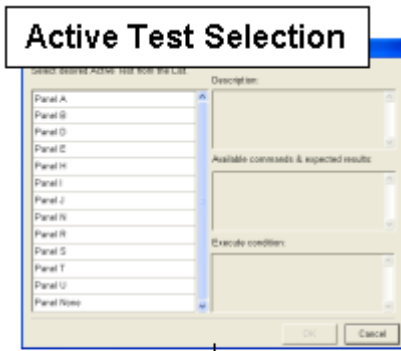 Active Test Selection
Select desired Active Test from the List.
Description:
Panel A
Panel B
Panel D
Panel E
Panel H
Panel I
Panel J
Panel N
Panel R
Panel S
Panel T
Panel U
Panel None
Available commands & expected results:
Execute condition:
OK
Cancel